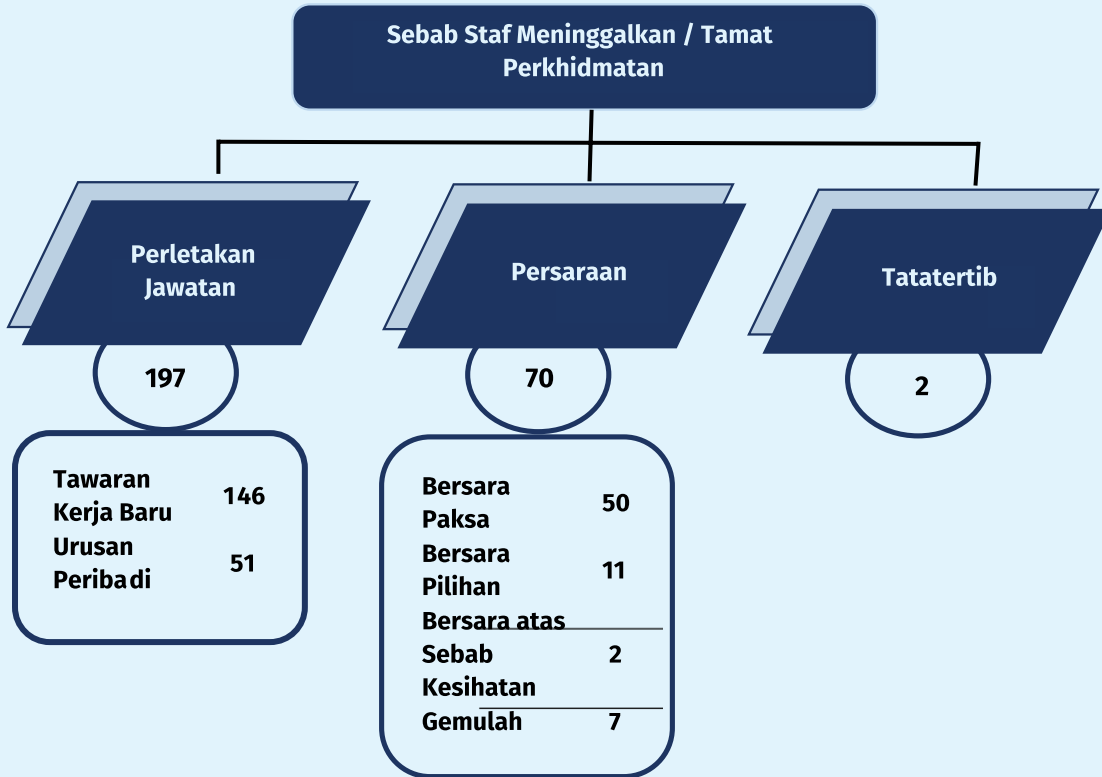 Sebab Staf Meninggalkan / Tamat
Perkhidmatan
Perletakan
Jawatan
197
Tawaran
Kerja Baru
146
Urusan
Peribadi
51
Persaraan
70
Bersara
Paksa
50
Bersara
Pilihan
11
Bersara atas
Sebab
Kesihatan
2
Gemulah
7
Tatatertib
2